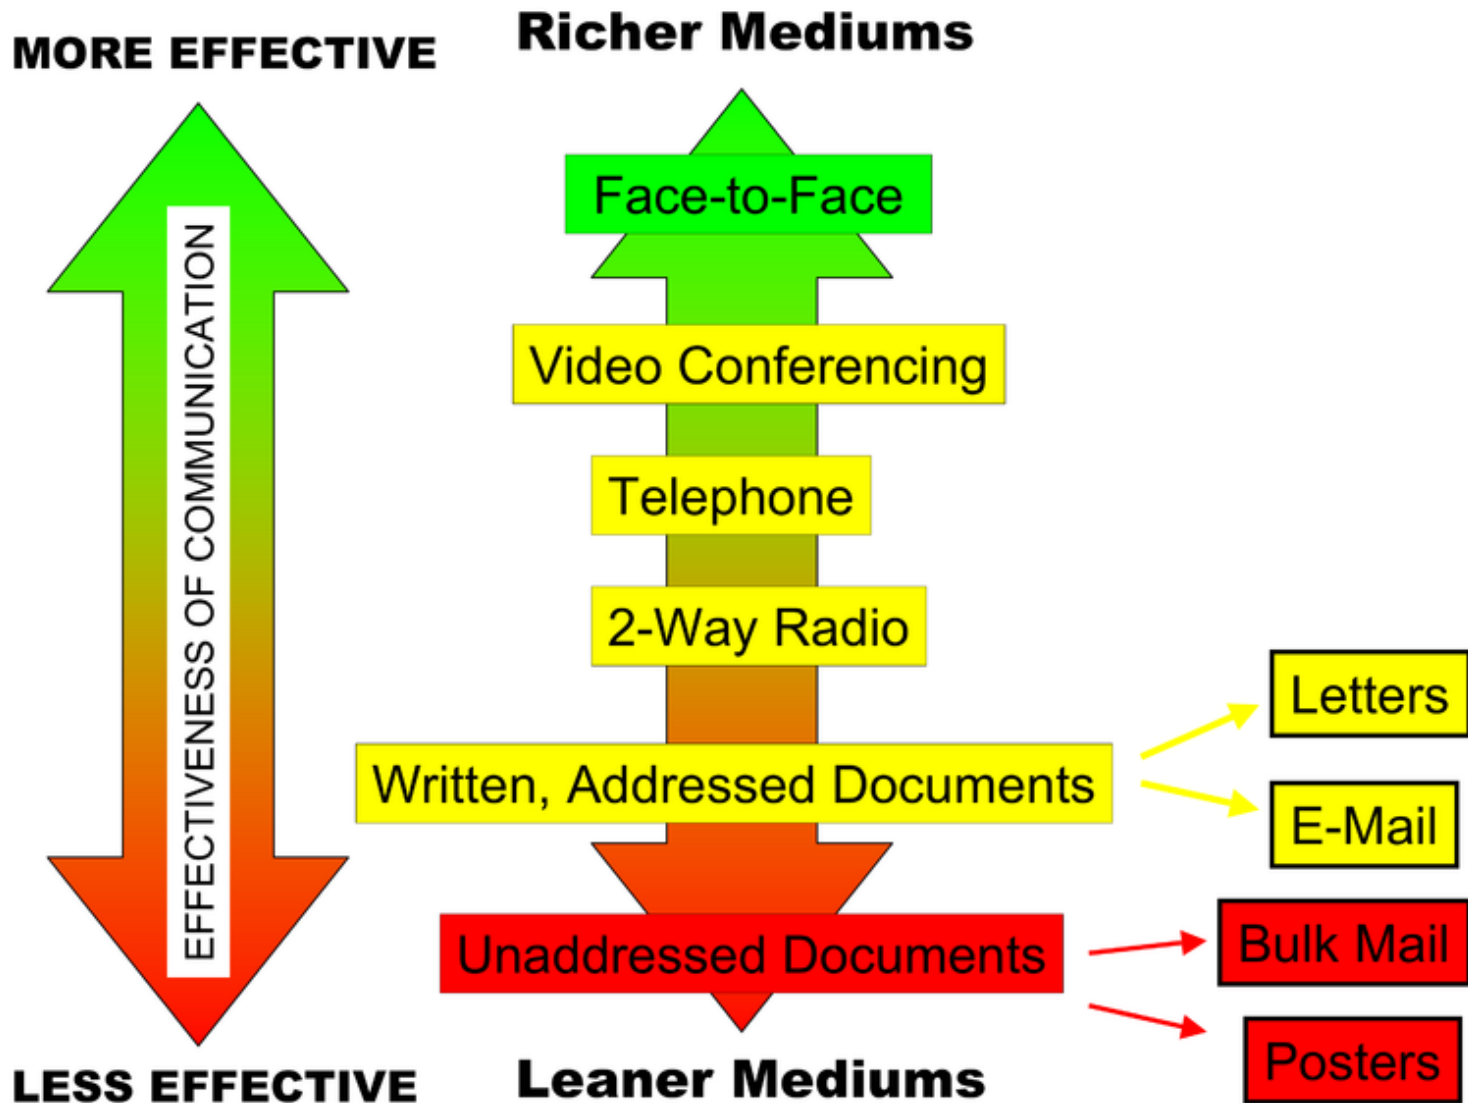 MORE EFFECTIVE
Richer Mediums
EFFECTIVENESS OF COMMUNICATION
Face-to-Face
Video Conferencing
Telephone
2-Way Radio
Written, Addressed Documents
Letters
E-Mail
Unaddressed Documents
Bulk Mail
Posters
LESS EFFECTIVE
Leaner Mediums